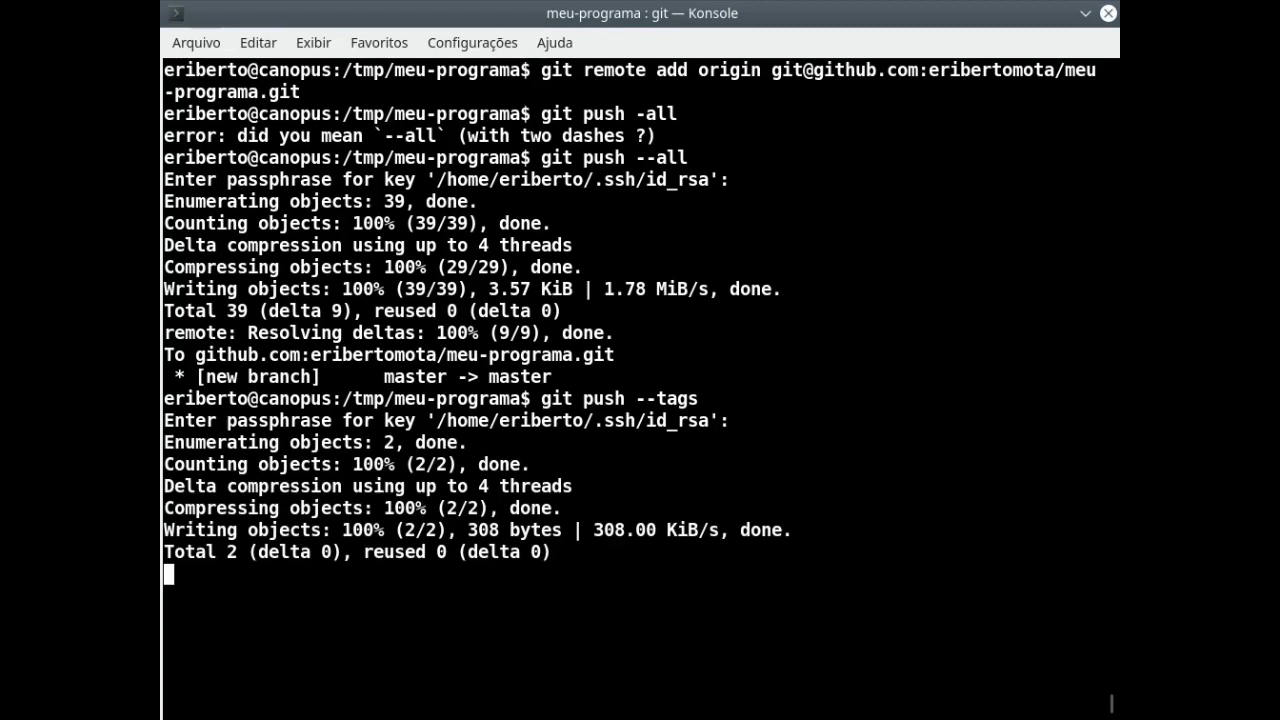 meu-programa : git — Konsole
Arquivo Editar Exibir Favoritos Configurações Ajuda
eriberto@canopus:/tmp/meu-programa$ git remote add origin git@github.com:eribertomota/meu
-programa.git
eriberto@canopus:/tmp/meu-programa$ git push -all
error: did you mean `--all` (with two dashes ?)
eriberto@canopus:/tmp/meu-programa$ git push --all
Enter passphrase for key '/home/eriberto/.ssh/id_rsa':
Enumerating objects: 39, done.
Counting objects: 100% (39/39), done.
Delta compression using up to 4 threads
Compressing objects: 100% (29/29), done.
Writing objects: 100% (39/39), 3.57 KiB | 1.78 MiB/s, done.
Total 39 (delta 9), reused 0 (delta 0)
remote: Resolving deltas: 100% (9/9), done.
To github.com:eribertomota/meu-programa.git
 * [new branch]      master -> master
eriberto@canopus:/tmp/meu-programa$ git push --tags
Enter passphrase for key '/home/eriberto/.ssh/id_rsa':
Enumerating objects: 2, done.
Counting objects: 100% (2/2), done.
Delta compression using up to 4 threads
Compressing objects: 100% (2/2), done.
Writing objects: 100% (2/2), 308 bytes | 308.00 KiB/s, done.
Total 2 (delta 0), reused 0 (delta 0)